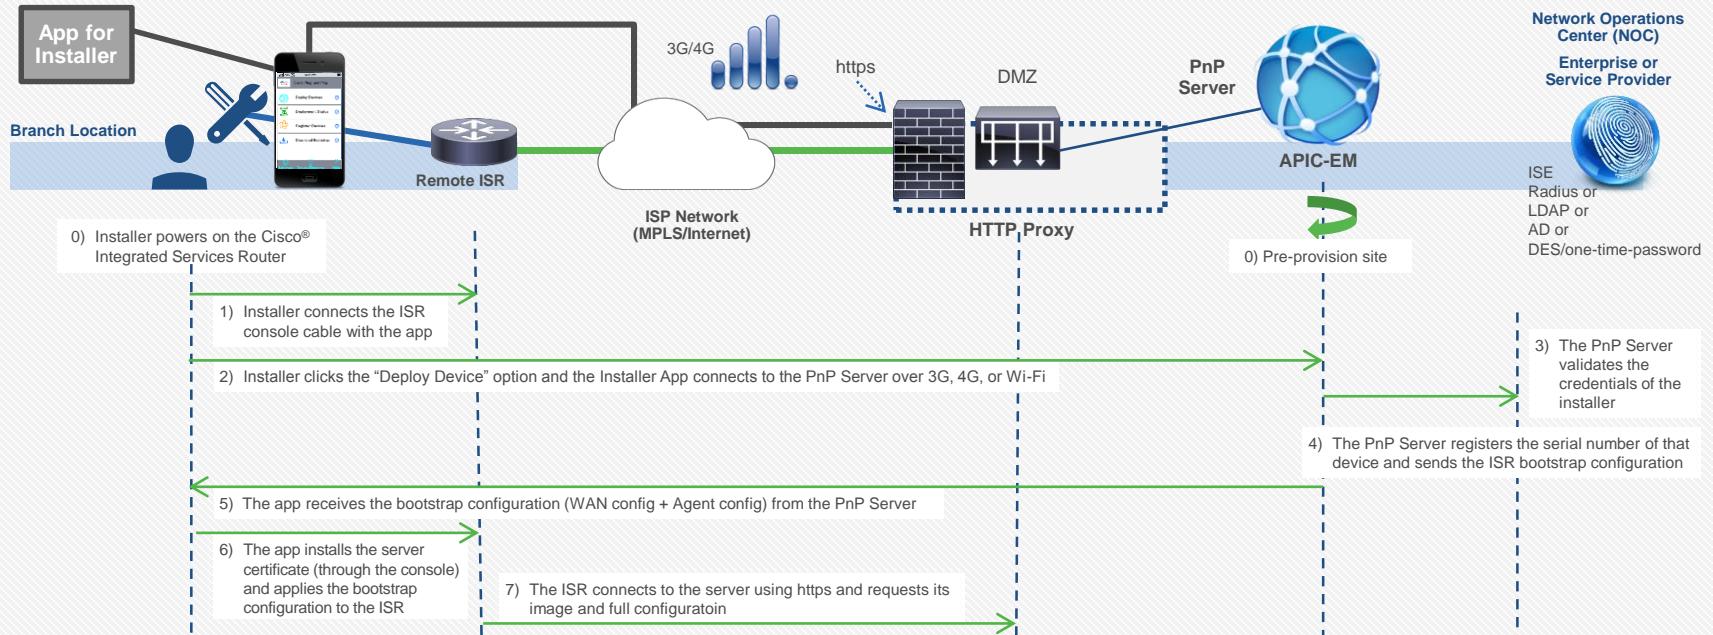 App for
Installer
3G/4G
https
DMZ
PnP
Server
Network Operations
Center (NOC)
Enterprise or
Service Provider
Branch Location
Remote ISR
ISP Network
(MPLS/Internet)
HTTP Proxy
APIC-EM
ISE
Radius or
LDAP or
AD or
DES/one-time-password
0) Installer powers on the Cisco®
Integrated Services Router
0) Pre-provision site
1) Installer connects the ISR
console cable with the app
2) Installer clicks the “Deploy Device” option and the Installer App connects to the PnP Server over 3G, 4G, or Wi-Fi
3) The PnP Server
validates the
credentials of the
installer
4) The PnP Server registers the serial number of that
device and sends the ISR bootstrap configuration
5) The app receives the bootstrap configuration (WAN config + Agent config) from the PnP Server
6) The app installs the server
certificate (through the console)
and applies the bootstrap
configuration to the ISR
7) The ISR connects to the server using https and requests its
image and full configuratoin